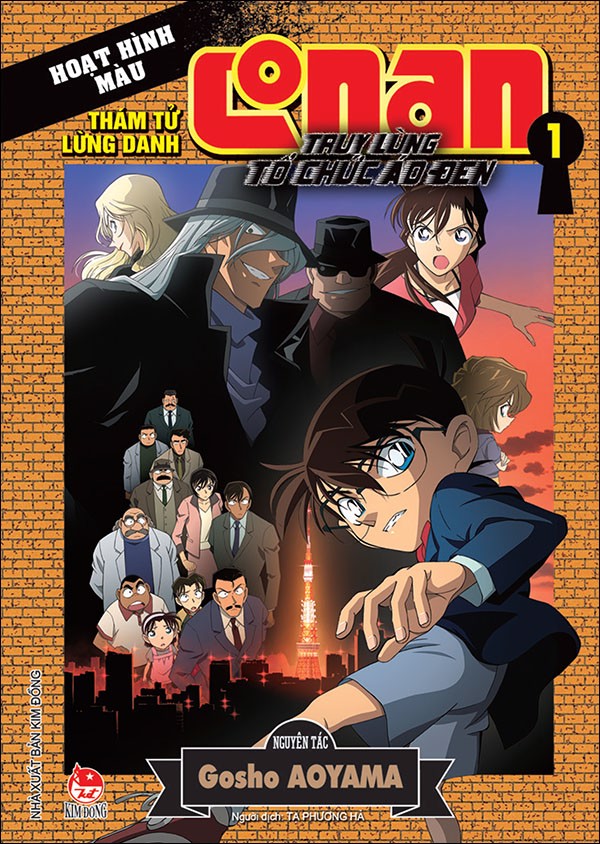 HOẠT HÌNH
MÀU
THÁM TỬ
LỪNG DANH
CONAN
TRUY LÙNG
TỔ CHỨC ÁO ĐEN
1
NHÀ XUẤT BẢN KIM ĐỒNG
KIM ĐỒNG
NGUYÊN TÁC
Gosho AOYAMA
Người dịch: TẠ PHƯƠNG HÀ